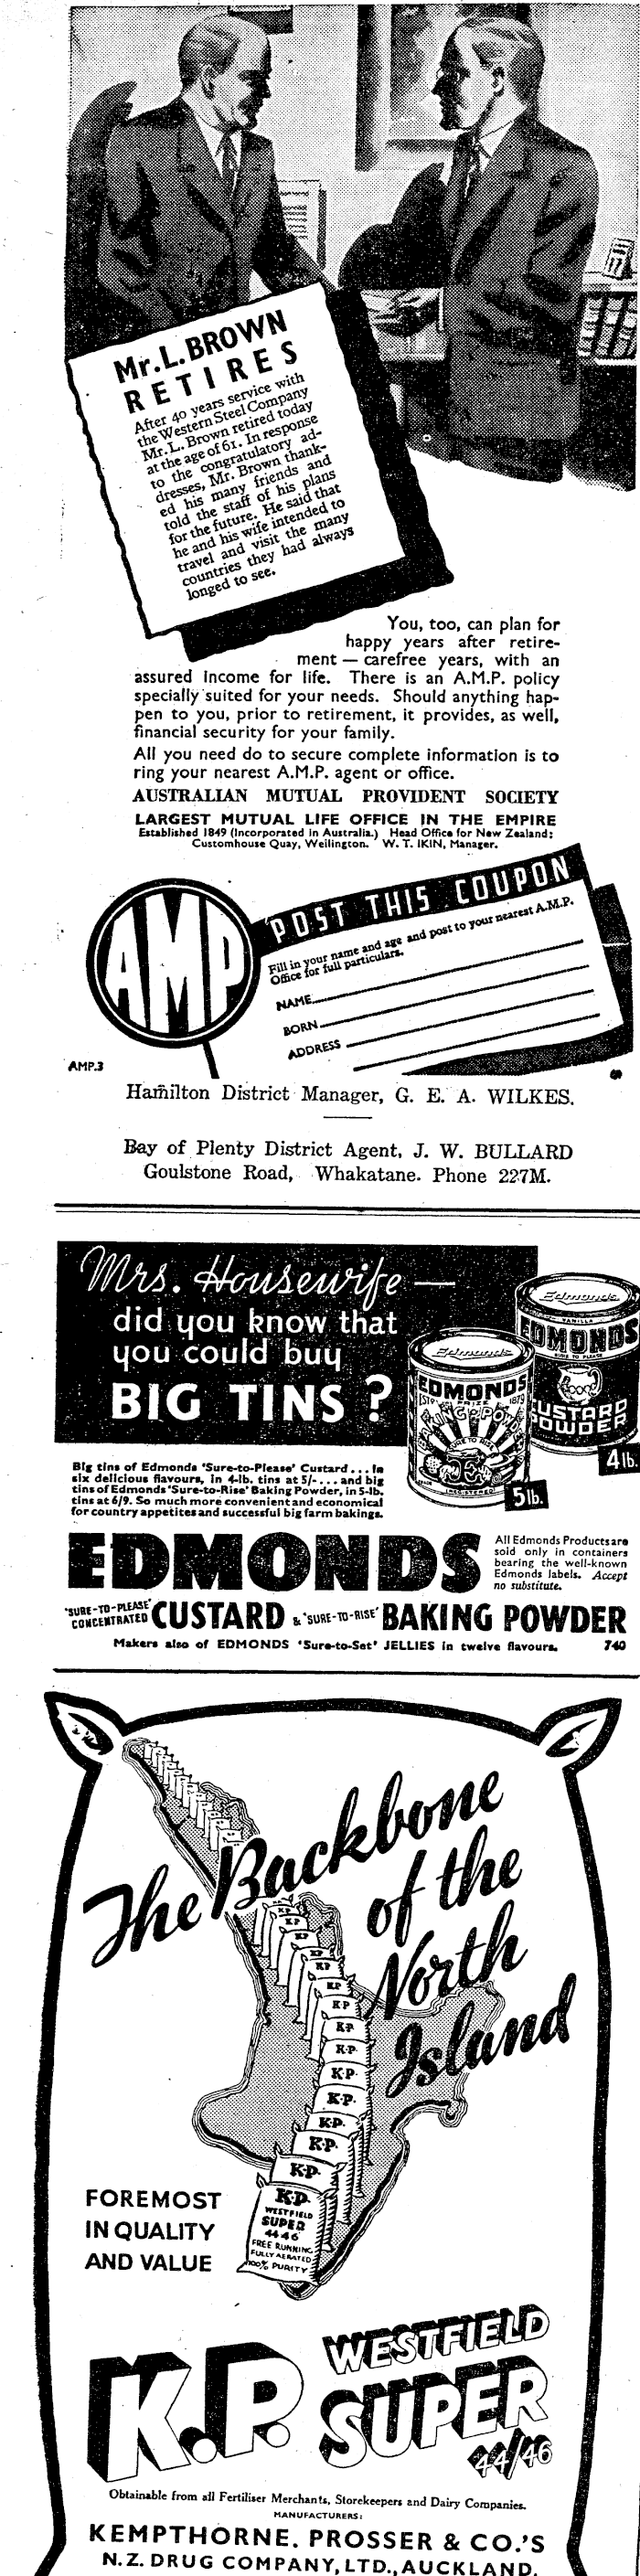 Mr. L. BROWN
RETIRES
After 40 years service with
the Western Steel Company
Mr. L. Brown retired today
at the age of 61. In response
to the congratulatory ad-
dresses, Mr. Brown thank-
ed his many friends and
told the staff of his plans
for the future. He said that
he and his wife intended to
travel and visit the many
countries they had always
longed to see.
17
You, too, can plan for
happy years after retire-
ment — carefree years, with an
assured income for life. There is an A.M.P. policy
specially suited for your needs. Should anything hap-
pen to you, prior to retirement, it provides, as well,
financial security for your family.
All you need do to secure complete information is to
ring your nearest A.M.P. agent or office.
AUSTRALIAN MUTUAL PROVIDENT SOCIETY
LARGEST MUTUAL LIFE OFFICE IN THE EMPIRE
Established 1849 (Incorporated in Australia.) Head Office for New Zealand:
Customhouse Quay, Wellington. W. T. IKIN, Manager.
AMP
POST THIS COUPON
Fill in your name and age and post to your nearest A.M.P.
Office for full particulars.
NAME
BORN
ADDRESS
AMP.3
Hamilton District Manager, G. E. A. WILKES.
Bay of Plenty District Agent, J. W. BULLARD
Goulstone Road, Whakatane. Phone 227M.
Mrs. Housewife —
did you know that
you could buy
BIG TINS ?
Edmonds
VANILLA
EDMONDS
SURE TO PLEASE
CUSTARD
POWDER
4lb.
Edmonds
EDMONDS
PRIZE 1879
BAKING POWDER
SURE TO RISE
REGISTERED
5lb.
Big tins of Edmonds 'Sure-to-Please' Custard ... in
six delicious flavours, in 4-lb. tins at 5/- ... and big
tins of Edmonds 'Sure-to-Rise' Baking Powder, in 5-lb.
tins at 6/9. So much more convenient and economical
for country appetites and successful big farm bakings.
EDMONDS
All Edmonds Products are
sold only in containers
bearing the well-known
Edmonds labels. Accept
no substitute.
'SURE-TO-PLEASE'
CONCENTRATED CUSTARD & 'SURE-TO-RISE' BAKING POWDER
Makers also of EDMONDS 'Sure-to-Set' JELLIES in twelve flavours. 740
The Backbone
of the
North
Island
K.P.
K.P.
K.P.
K.P.
K.P.
K.P.
K.P.
K.P.
K.P.
K.P.
K.P.
K.P.
K.P.
K.P.
WESTFIELD
SUPER
44 46
FREE RUNNING
FULLY AERATED
100% PURITY
FOREMOST
IN QUALITY
AND VALUE
K.P. WESTFIELD
SUPER
44/46
Obtainable from all Fertiliser Merchants, Storekeepers and Dairy Companies.
MANUFACTURERS:
KEMPTHORNE. PROSSER & CO.'S
N.Z. DRUG COMPANY, LTD., AUCKLAND.